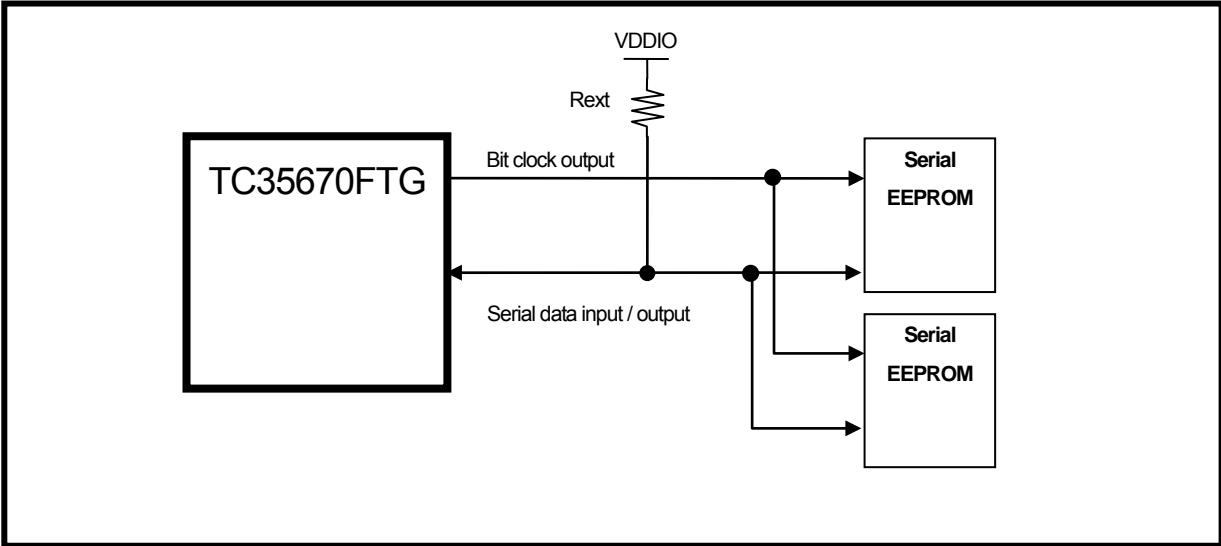 VDDIO
Rext
TC35670FTG
Bit clock output
Serial
EEPROM
Serial data input / output
Serial
EEPROM